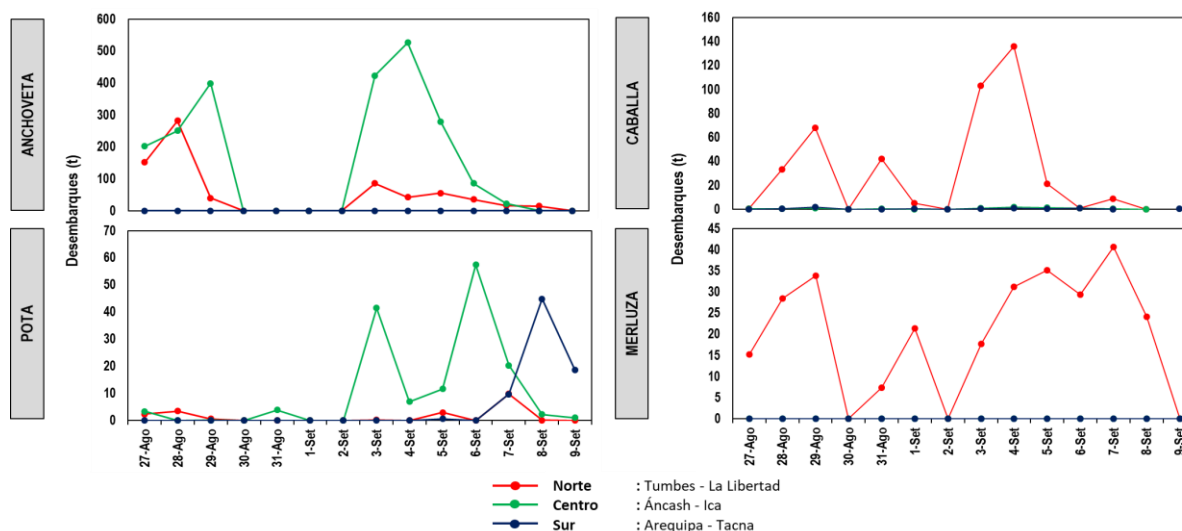 ANCHOVETA
Desembarques (t)
600
500
400
300
200
100
0
CABALLA
Desembarques (t)
160
140
120
100
80
60
40
20
0
POTA
70
60
50
40
30
20
10
0
27-Ago
28-Ago
29-Ago
30-Ago
31-Ago
1-Set
2-Set
3-Set
4-Set
5-Set
6-Set
7-Set
8-Set
9-Set
MERLUZA
45
40
35
30
25
20
15
10
5
0
27-Ago
28-Ago
29-Ago
30-Ago
31-Ago
1-Set
2-Set
3-Set
4-Set
5-Set
6-Set
7-Set
8-Set
9-Set
Norte : Tumbes - La Libertad
Centro : Áncash - Ica
Sur : Arequipa - Tacna